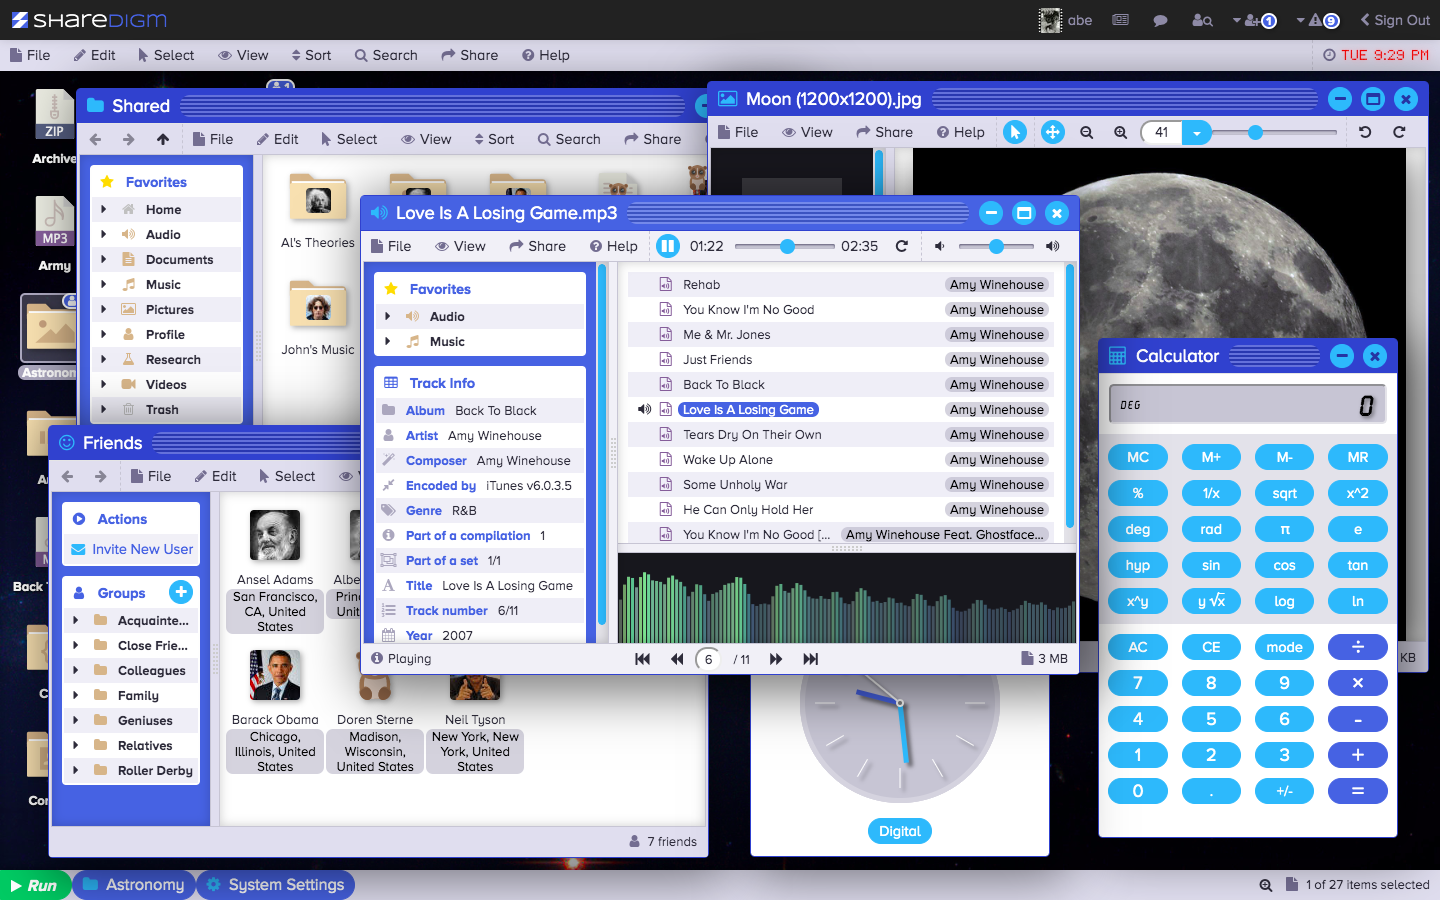 SHAREDIGM
abe
1
9
Sign Out
File Edit Select View Sort Search Share Help
TUE 9:29 PM
ZIP
Archive
MP3
Army
Astronom
Back T
Shared
File Edit Select View Sort Search Share
Favorites
Home
Audio
Documents
Music
Pictures
Profile
Research
Videos
Trash
Al's Theories
John's Music
Moon (1200x1200).jpg
File View Share Help
41
KB
Love Is A Losing Game.mp3
File View Share Help
01:22
02:35
Favorites
Audio
Music
Track Info
Album Back To Black
Artist Amy Winehouse
Composer Amy Winehouse
Encoded by iTunes v6.0.3.5
Genre R&B
Part of a compilation 1
Part of a set 1/1
Title Love Is A Losing Game
Track number 6/11
Year 2007
Rehab Amy Winehouse
You Know I'm No Good Amy Winehouse
Me & Mr. Jones Amy Winehouse
Just Friends Amy Winehouse
Back To Black Amy Winehouse
Love Is A Losing Game Amy Winehouse
Tears Dry On Their Own Amy Winehouse
Wake Up Alone Amy Winehouse
Some Unholy War Amy Winehouse
He Can Only Hold Her Amy Winehouse
You Know I'm No Good [... Amy Winehouse Feat. Ghostface...
Playing
6 / 11
3 MB
Friends
File Edit Select
Actions
Invite New User
Groups
Acquainte...
Close Frie...
Colleagues
Family
Geniuses
Relatives
Roller Derby
Ansel Adams
San Francisco,
CA, United
States
Barack Obama
Chicago,
Illinois, United
States
Doren Sterne
Madison,
Wisconsin,
United States
Neil Tyson
New York, New
York, United
States
7 friends
Digital
Calculator
DEG 0
MC M+ M- MR
% 1/x sqrt x^2
deg rad π e
hyp sin cos tan
x^y y √x log ln
AC CE mode ÷
7 8 9 ×
4 5 6 -
1 2 3 +
0 . +/- =
Run
Astronomy
System Settings
1 of 27 items selected